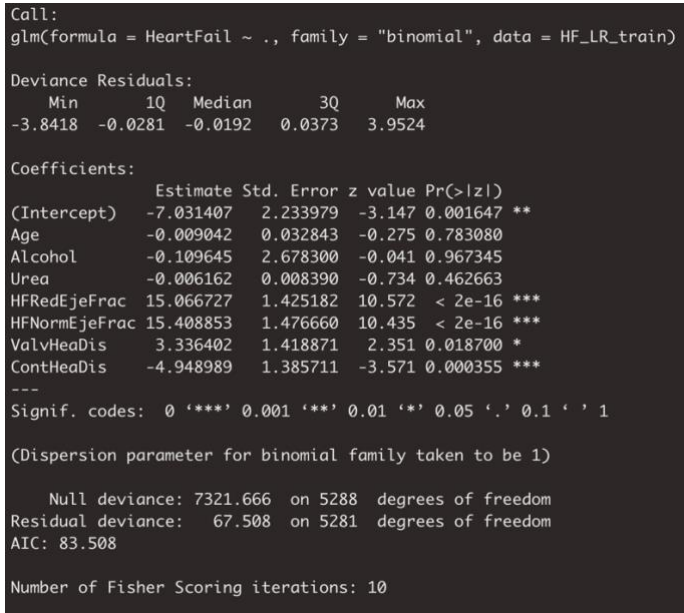 Call:
glm(formula = HeartFail ~ ., family = "binomial", data = HF_LR_train)
Deviance Residuals:
Min 1Q Median 3Q Max
-3.8418 -0.0281 -0.0192 0.0373 3.9524
Coefficients:
Estimate Std. Error z value Pr(>|z|)
(Intercept) -7.031407 2.233979 -3.147 0.001647 **
Age -0.009042 0.032843 -0.275 0.783080
Alcohol -0.109645 2.678300 -0.041 0.967345
Urea -0.006162 0.008390 -0.734 0.462663
HFRedEjeFrac 15.066727 1.425182 10.572 < 2e-16 ***
HFNormEjeFrac 15.408853 1.476660 10.435 < 2e-16 ***
ValvHeaDis 3.336402 1.418871 2.351 0.018700 *
ContHeaDis -4.948989 1.385711 -3.571 0.000355 ***
---
Signif. codes: 0 ‘***’ 0.001 ‘**’ 0.01 ‘*’ 0.05 ‘.’ 0.1 ‘ ’ 1
(Dispersion parameter for binomial family taken to be 1)
Null deviance: 7321.666 on 5288 degrees of freedom
Residual deviance: 67.508 on 5281 degrees of freedom
AIC: 83.508
Number of Fisher Scoring iterations: 10